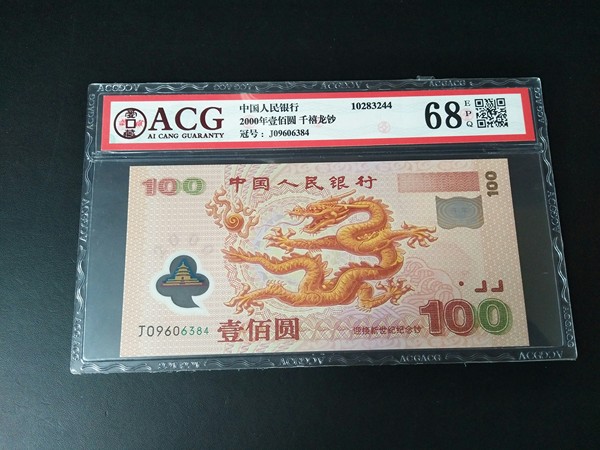 ACG
AI CANG GUARANTY
中国人民银行 10283244
2000年壹佰圆 千禧龙钞
冠号：J09606384
68 EPQ
100 中国人民银行
100
2000
J09606384
壹佰圆
100
迎接新世纪纪念钞
ACGACG